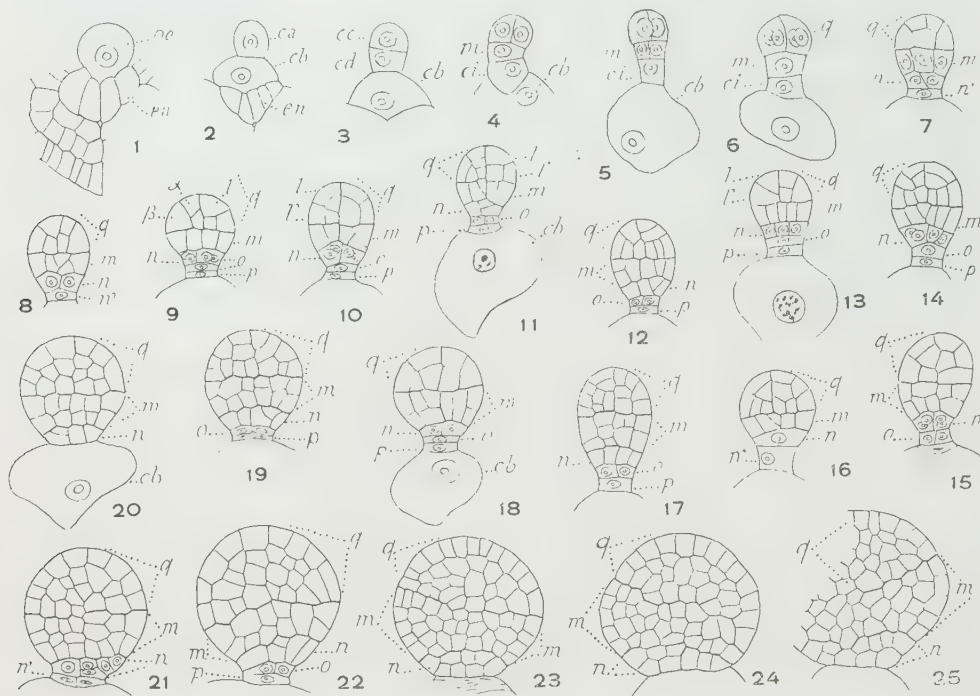 oe
en
1
ca
cb
en
2
cc
cd
cb
3
m
ci
cb
4
m
ci
cb
5
q
m
ci
6
q
m
n
n'
7
q
m
n
n'
8
α
β
l
q
m
n
o
p
9
l
l'
q
m
n
p
10
q
l
l'
m
n
o
p
cb
11
q
m
n
o
p
12
l
l'
q
m
n
o
p
13
q
m
n
o
p
14
q
m
n
o
p
19
q
m
n
cb
20
q
m
n
o
p
cb
18
q
m
n
o
p
17
q
m
n
n'
16
q
m
n
o
15
q
m
n
n'
21
q
m
n
o
p
22
q
m
m
n
23
q
m
n
24
q
m
n
25